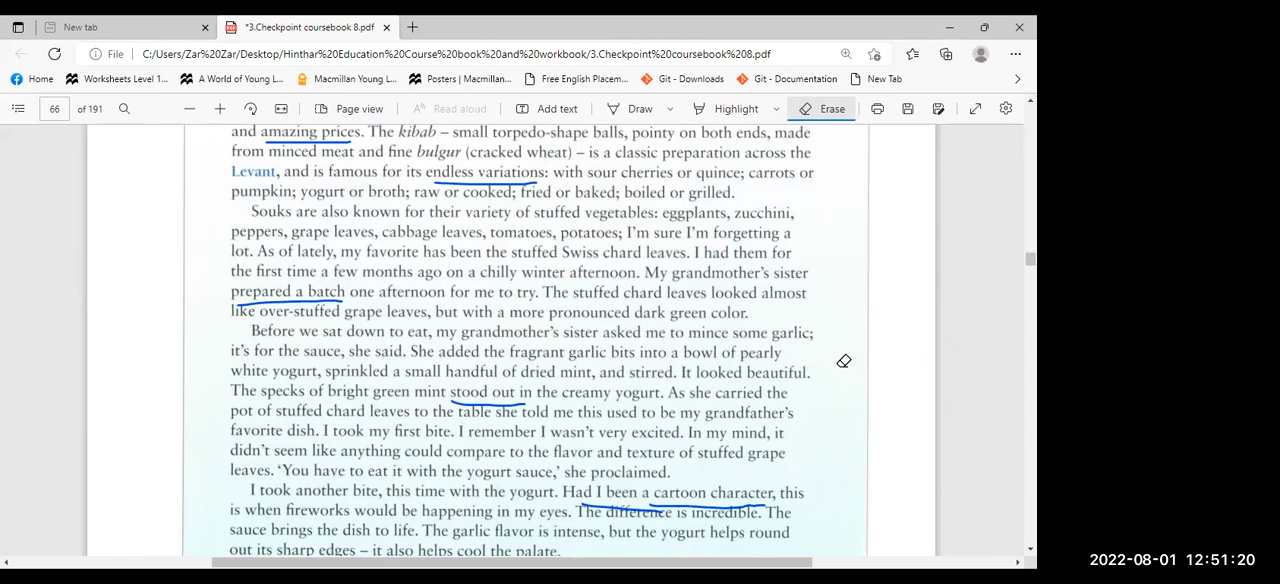 New tab
*3.Checkpoint coursebook 8.pdf
File
C:/Users/Zar%20Zar/Desktop/Hinthar%20Education%20Course%20book%20and%20workbook/3.Checkpoint%20coursebook%208.pdf
Home
Worksheets Level 1...
A World of Young L...
Macmillan Young L...
Posters | Macmillan...
Free English Placem...
Git - Downloads
Git - Documentation
New Tab
66 of 191
Page view
Read aloud
Add text
Draw
Highlight
Erase
and amazing prices. The kibab – small torpedo-shape balls, pointy on both ends, made
from minced meat and fine bulgur (cracked wheat) – is a classic preparation across the
Levant, and is famous for its endless variations: with sour cherries or quince; carrots or
pumpkin; yogurt or broth; raw or cooked; fried or baked; boiled or grilled.
Souks are also known for their variety of stuffed vegetables: eggplants, zucchini,
peppers, grape leaves, cabbage leaves, tomatoes, potatoes; I'm sure I'm forgetting a
lot. As of lately, my favorite has been the stuffed Swiss chard leaves. I had them for
the first time a few months ago on a chilly winter afternoon. My grandmother's sister
prepared a batch one afternoon for me to try. The stuffed chard leaves looked almost
like over-stuffed grape leaves, but with a more pronounced dark green color.
Before we sat down to eat, my grandmother's sister asked me to mince some garlic;
it's for the sauce, she said. She added the fragrant garlic bits into a bowl of pearly
white yogurt, sprinkled a small handful of dried mint, and stirred. It looked beautiful.
The specks of bright green mint stood out in the creamy yogurt. As she carried the
pot of stuffed chard leaves to the table she told me this used to be my grandfather's
favorite dish. I took my first bite. I remember I wasn't very excited. In my mind, it
didn't seem like anything could compare to the flavor and texture of stuffed grape
leaves. 'You have to eat it with the yogurt sauce,' she proclaimed.
I took another bite, this time with the yogurt. Had I been a cartoon character, this
is when fireworks would be happening in my eyes. The difference is incredible. The
sauce brings the dish to life. The garlic flavor is intense, but the yogurt helps round
out its sharp edges – it also helps cool the palate.
2022-08-01 12:51:20